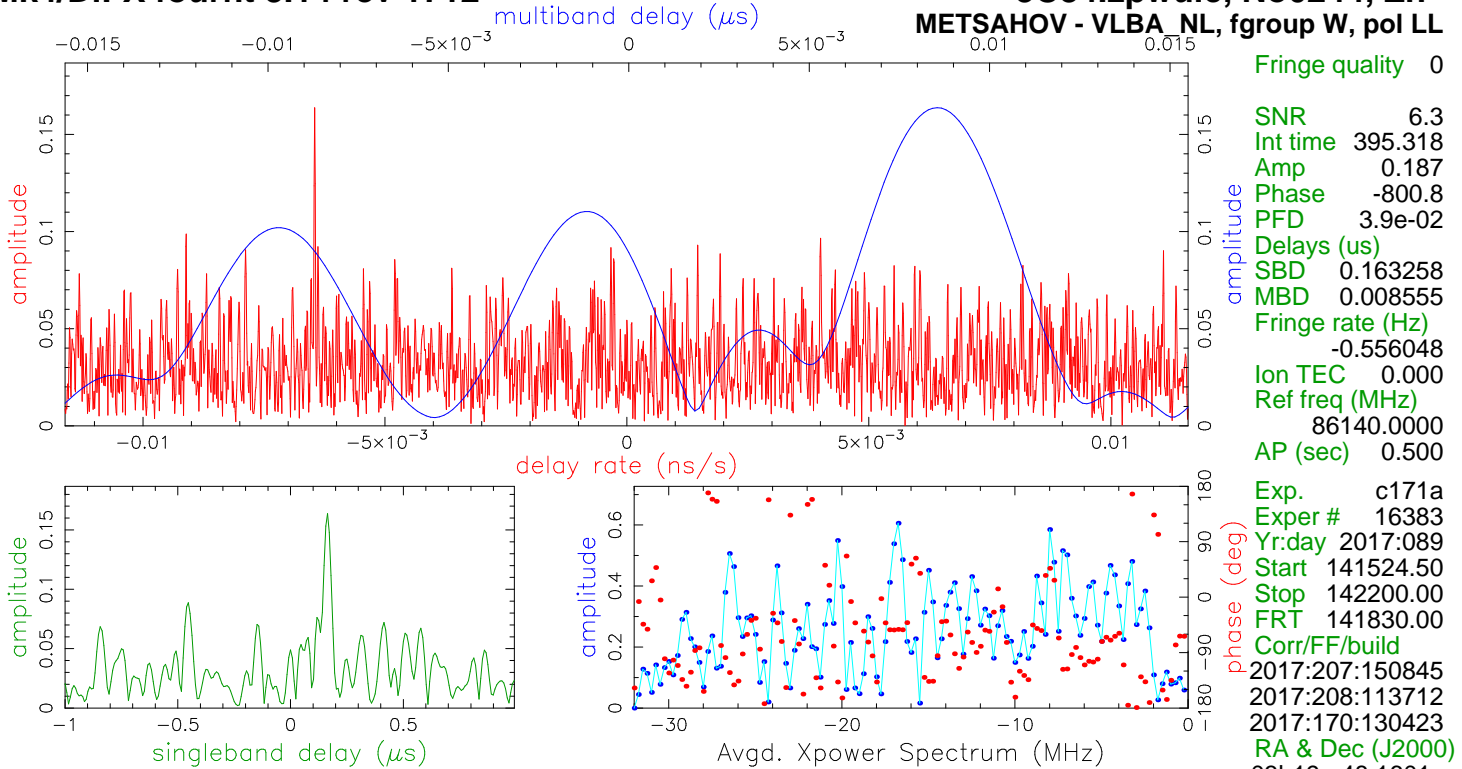 multiband delay (μs)
METSAHOV - VLBA_NL, fgroup W, pol LL
−0.015 −0.01 −5×10⁻³ 0 5×10⁻³ 0.01 0.015
amplitude
0 0.05 0.1 0.15
amplitude
0 0.05 0.1 0.15
−0.01 −5×10⁻³ 0 5×10⁻³ 0.01
delay rate (ns/s)
Fringe quality 0
SNR 6.3
Int time 395.318
Amp 0.187
Phase -800.8
PFD 3.9e-02
Delays (us)
SBD 0.163258
MBD 0.008555
Fringe rate (Hz)
-0.556048
Ion TEC 0.000
Ref freq (MHz)
86140.0000
AP (sec) 0.500
Exp. c171a
Exper # 16383
Yr:day 2017:089
Start 141524.50
Stop 142200.00
FRT 141830.00
Corr/FF/build
2017:207:150845
2017:208:113712
2017:170:130423
RA & Dec (J2000)
amplitude
0 0.05 0.1 0.15
−1 −0.5 0 0.5
singleband delay (μs)
amplitude
0 0.2 0.4 0.6
−30 −20 −10 0
Avgd. Xpower Spectrum (MHz)
phase (deg)
−180 −90 0 90 180